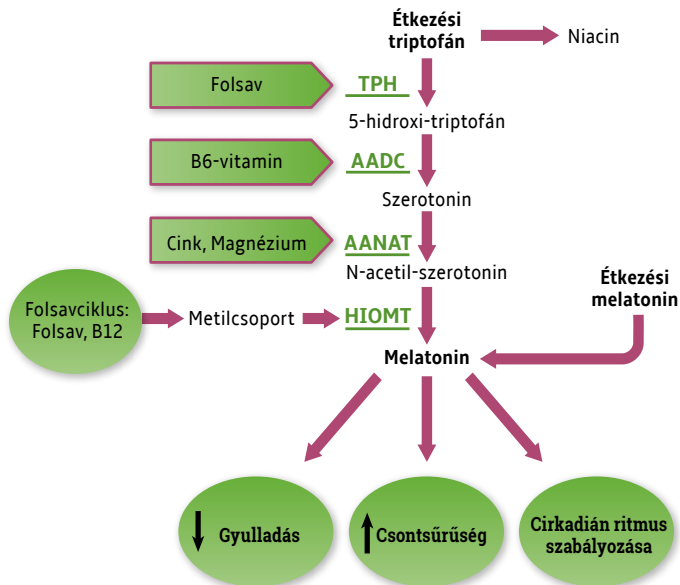 Étkezési
triptofán
Niacin
Folsav
TPH
5-hidroxi-triptofán
B6-vitamin
AADC
Szerotonin
Cink, Magnézium
AANAT
N-acetil-szerotonin
Étkezési
melatonin
Folsavciklus:
Folsav, B12
Metilcsoport
HIOMT
Melatonin
Gyulladás
Csontsűrűség
Cirkadián ritmus
szabályozása